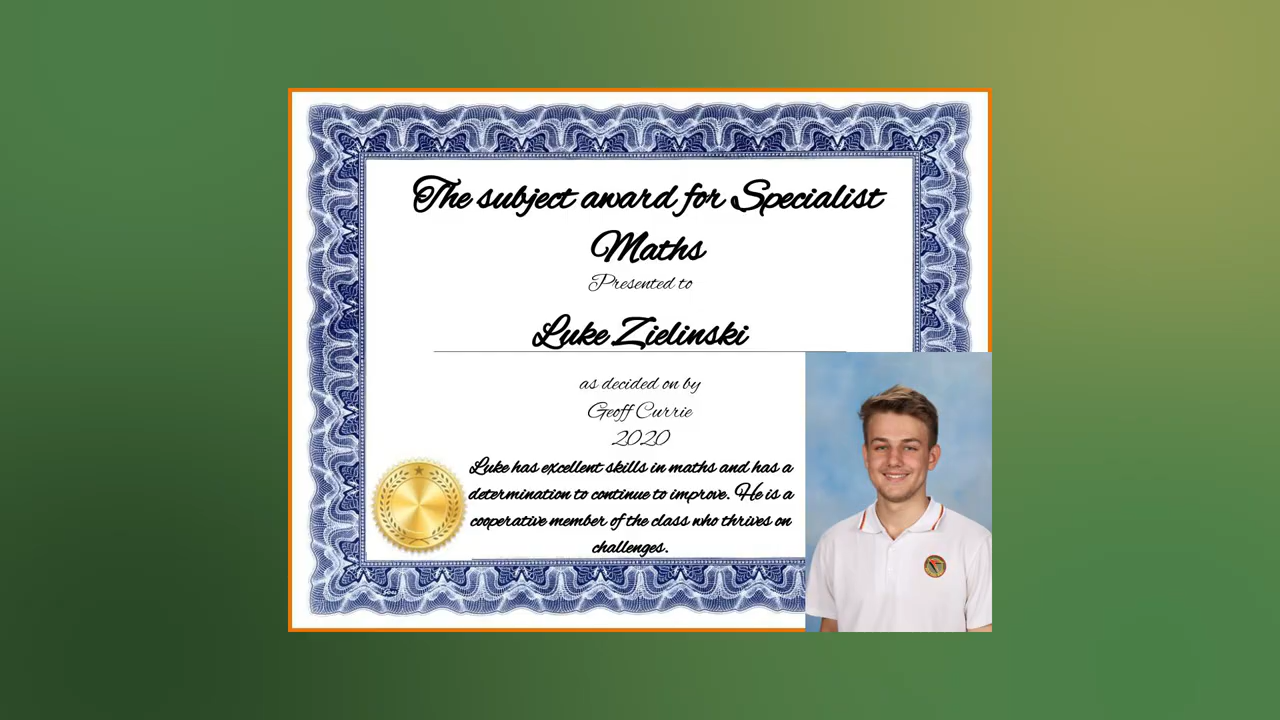 The subject award for Specialist
Maths
Presented to
Luke Zielinski
as decided on by
Geoff Currie
2020
Luke has excellent skills in maths and has a
determination to continue to improve. He is a
cooperative member of the class who thrives on
challenges.